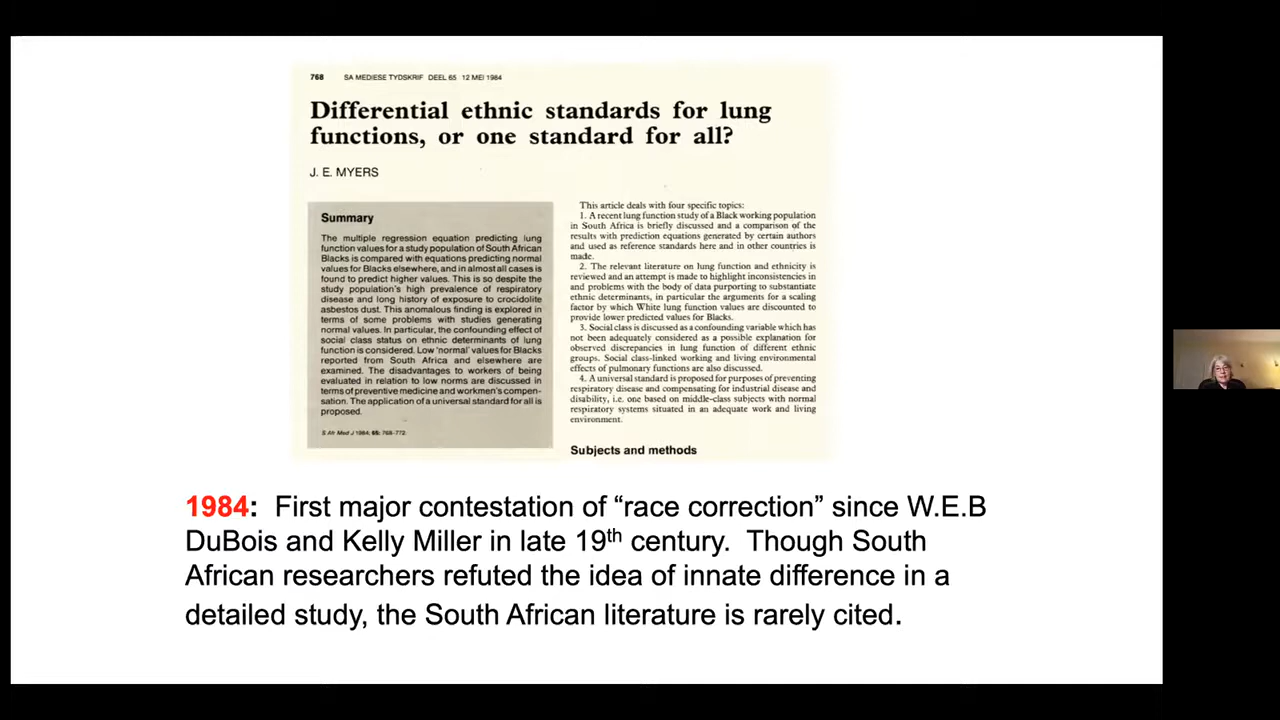 768 SA MEDIESE TYDSKRIF DEEL 65 12 MEI 1984
Differential ethnic standards for lung
functions, or one standard for all?
J. E. MYERS
Summary
The multiple regression equation predicting lung
function values for a study population of South African
Blacks is compared with equations predicting normal
values for Blacks elsewhere, and in almost all cases is
found to predict higher values. This is so despite the
study population's high prevalence of respiratory
disease and long history of exposure to crocidolite
asbestos dust. This anomalous finding is explored in
terms of some problems with studies generating
normal values. In particular, the confounding effect of
social class status on ethnic determinants of lung
function is considered. Low 'normal' values for Blacks
reported from South Africa and elsewhere are
examined. The disadvantages to workers of being
evaluated in relation to low norms are discussed in
terms of preventive medicine and workmen's compen-
sation. The application of a universal standard for all is
proposed.
S Afr Med J 1984; 65: 768-772.
This article deals with four specific topics:
1. A recent lung function study of a Black working population
in South Africa is briefly discussed and a comparison of the
results with prediction equations generated by certain authors
and used as reference standards here and in other countries is
made.
2. The relevant literature on lung function and ethnicity is
reviewed and an attempt is made to highlight inconsistencies in
and problems with the body of data purporting to substantiate
ethnic determinants, in particular the arguments for a scaling
factor by which White lung function values are discounted to
provide lower predicted values for Blacks.
3. Social class is discussed as a confounding variable which has
not been adequately considered as a possible explanation for
observed discrepancies in lung function of different ethnic
groups. Social class-linked working and living environmental
effects of pulmonary functions are also discussed.
4. A universal standard is proposed for purposes of preventing
respiratory disease and compensating for industrial disease and
disability, i.e. one based on middle-class subjects with normal
respiratory systems situated in an adequate work and living
environment.
Subjects and methods
1984: First major contestation of “race correction” since W.E.B
DuBois and Kelly Miller in late 19th century. Though South
African researchers refuted the idea of innate difference in a
detailed study, the South African literature is rarely cited.